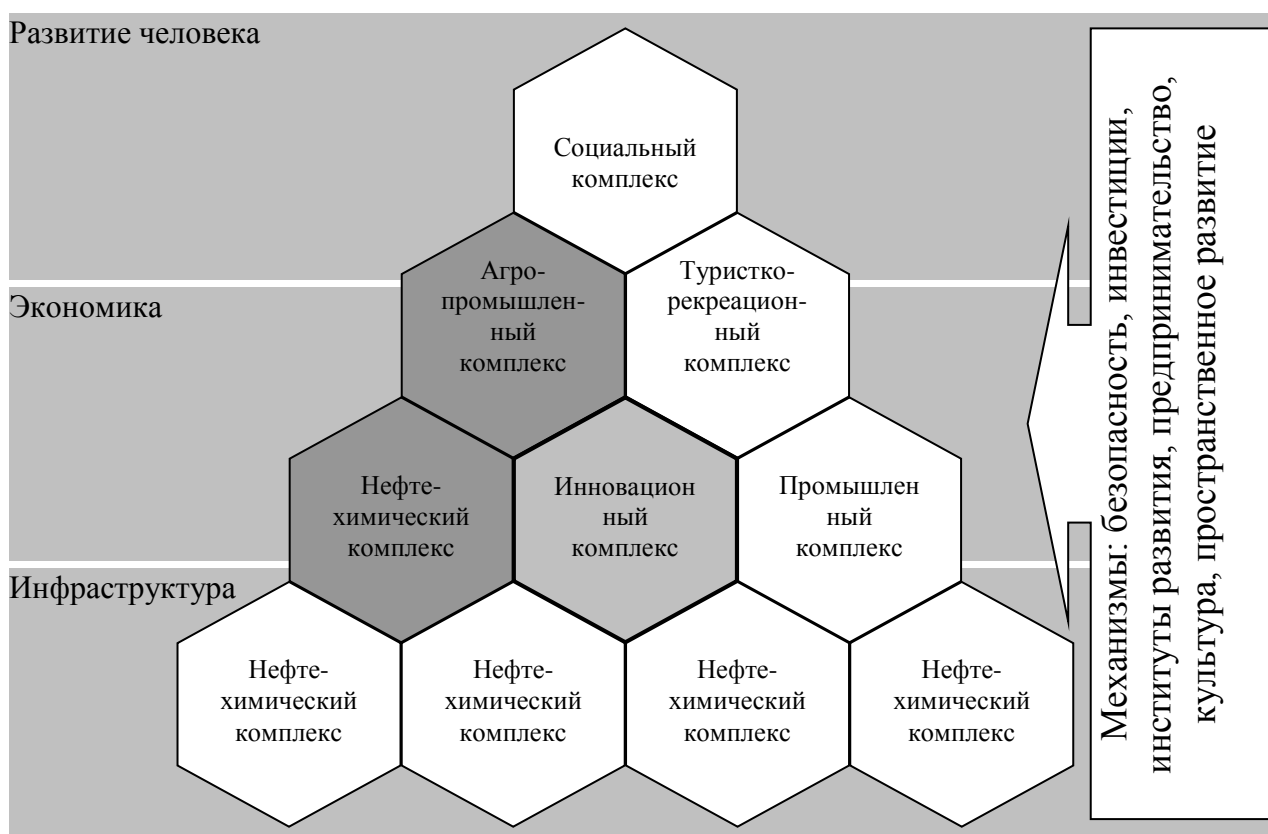 Развитие человека
Социальный
комплекс
Агро-
промышлен-
ный
комплекс
Туристко-
рекреацион-
ный
комплекс
Экономика
Нефте-
химический
комплекс
Инновацион
ный
комплекс
Промышлен
ный
комплекс
Инфраструктура
Нефте-
химический
комплекс
Нефте-
химический
комплекс
Нефте-
химический
комплекс
Нефте-
химический
комплекс
Механизмы: безопасность, инвестиции,
институты развития, предпринимательство,
культура, пространственное развитие